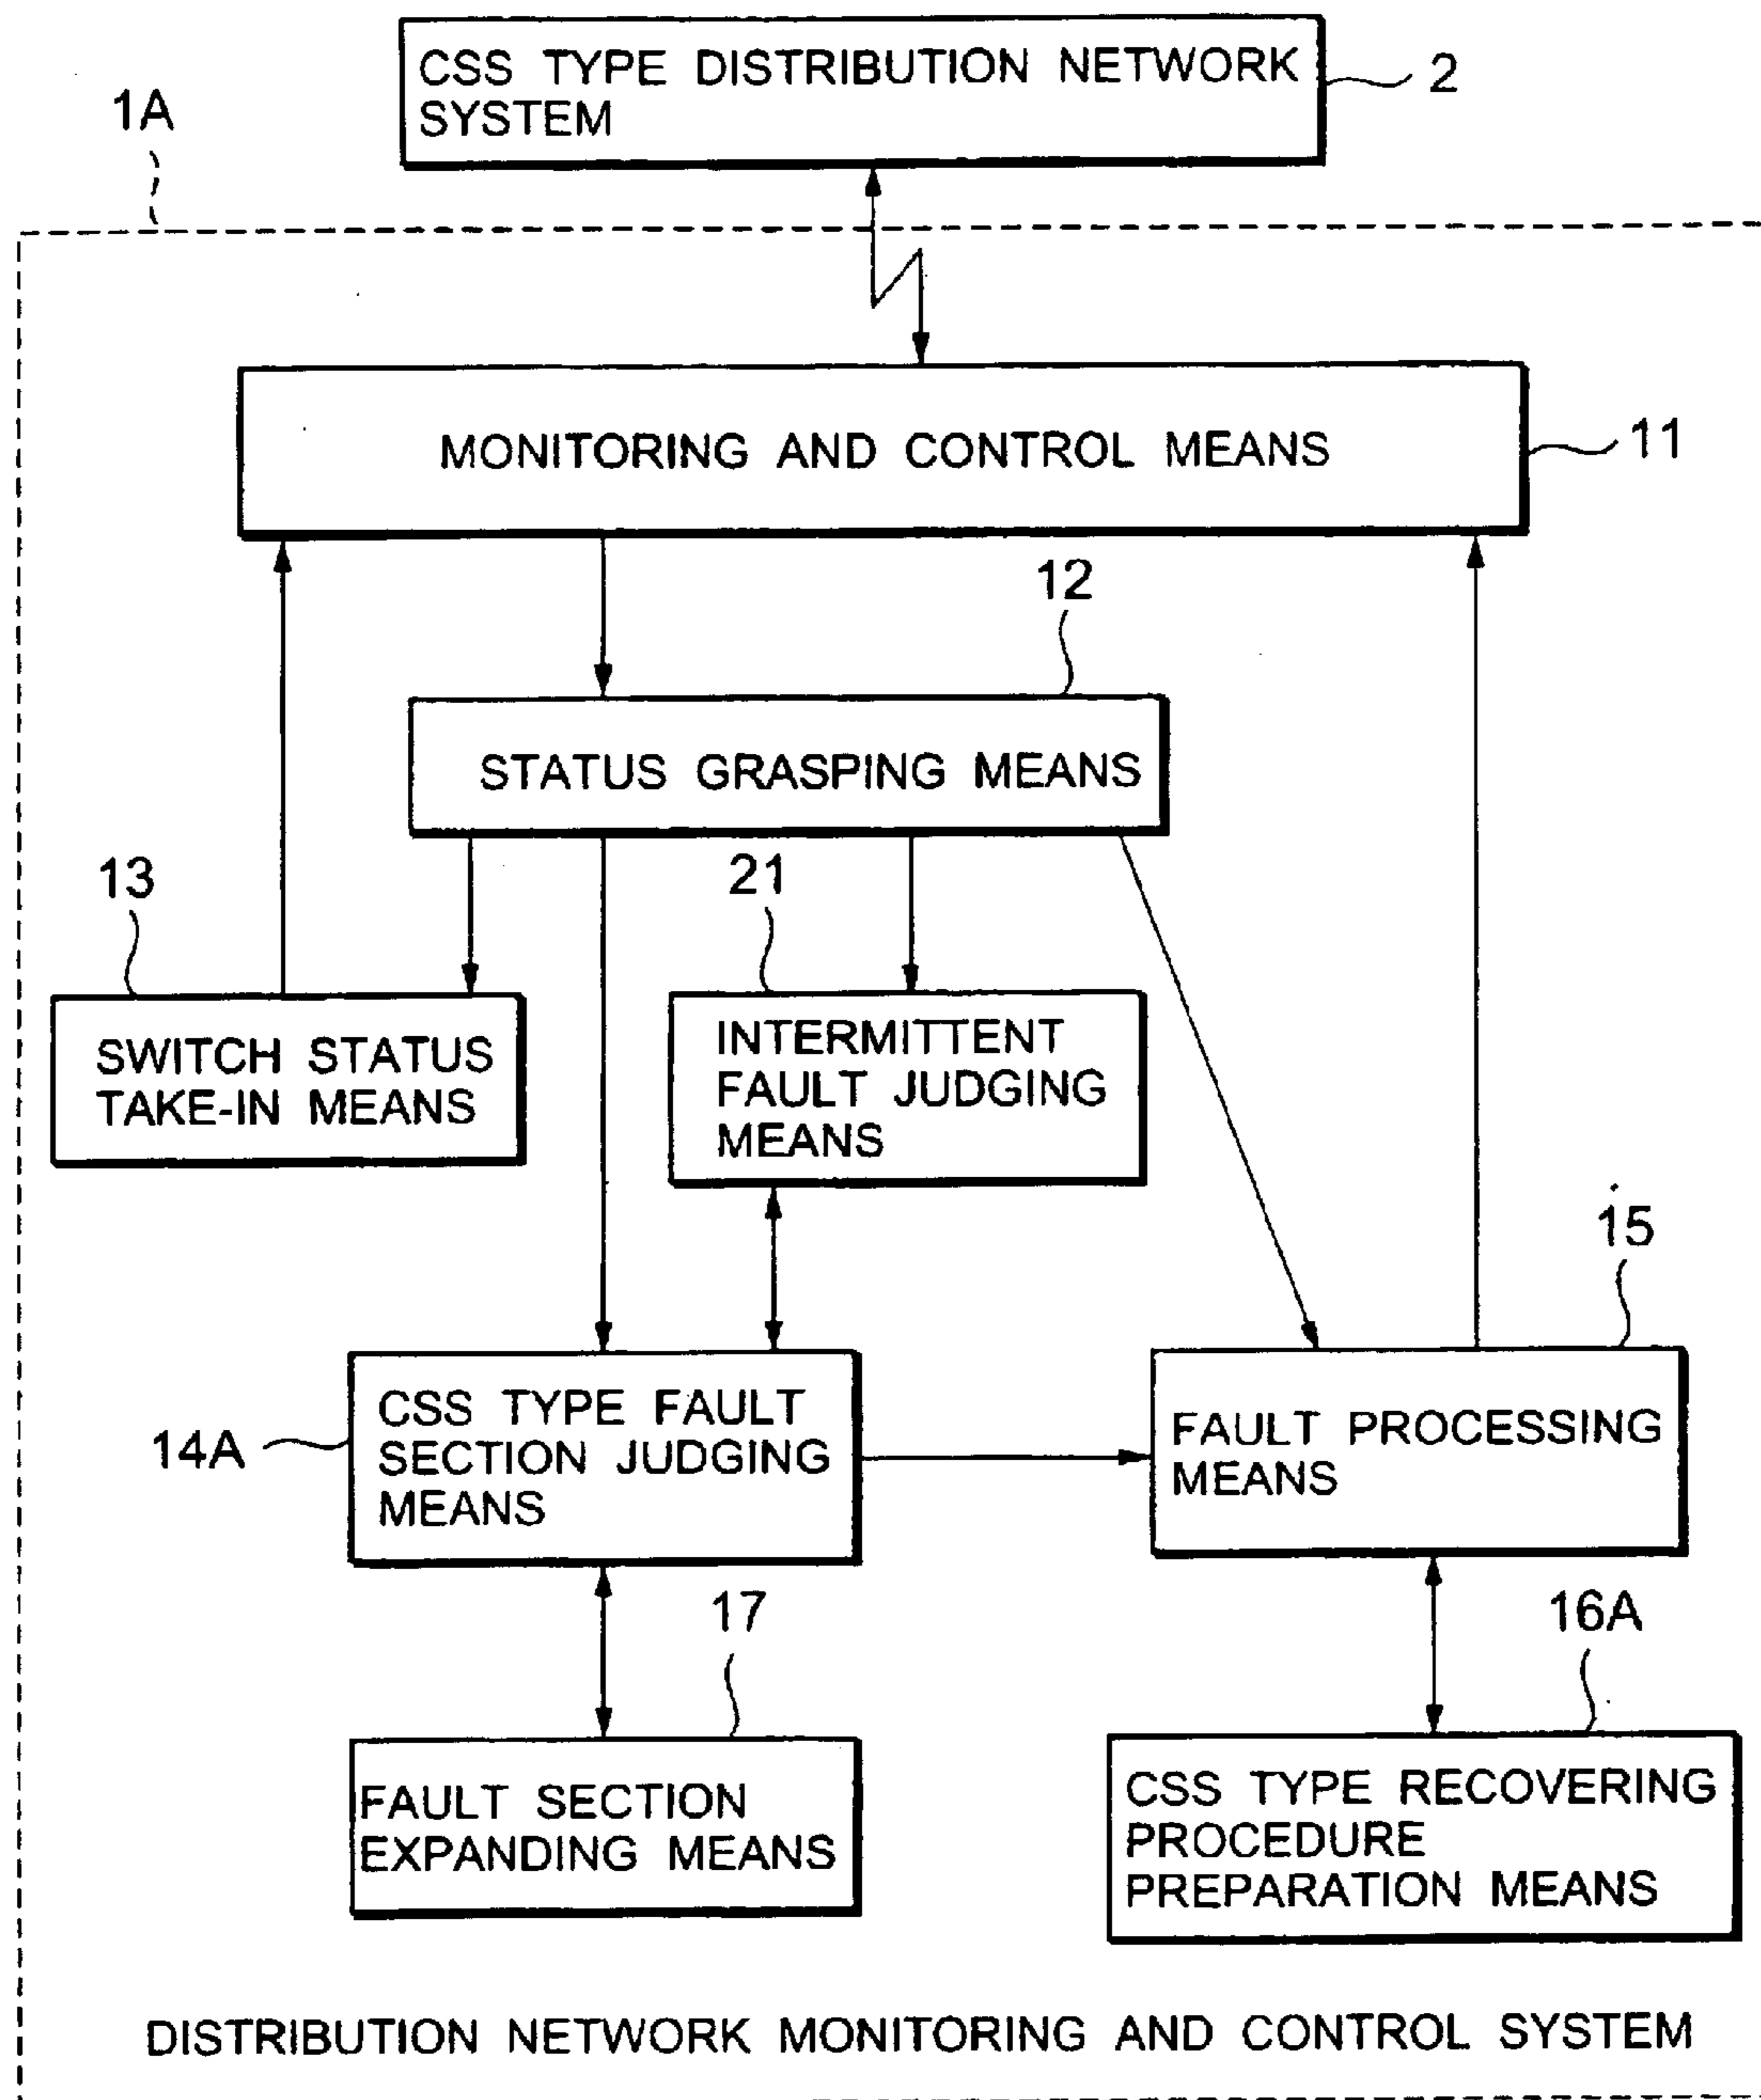 CSS TYPE DISTRIBUTION NETWORK
SYSTEM
2
1A
MONITORING AND CONTROL MEANS
11
12
STATUS GRASPING MEANS
13
21
SWITCH STATUS
TAKE-IN MEANS
INTERMITTENT
FAULT JUDGING
MEANS
15
14A
CSS TYPE FAULT
SECTION JUDGING
MEANS
FAULT PROCESSING
MEANS
17
16A
FAULT SECTION
EXPANDING MEANS
CSS TYPE RECOVERING
PROCEDURE
PREPARATION MEANS
DISTRIBUTION NETWORK MONITORING AND CONTROL SYSTEM